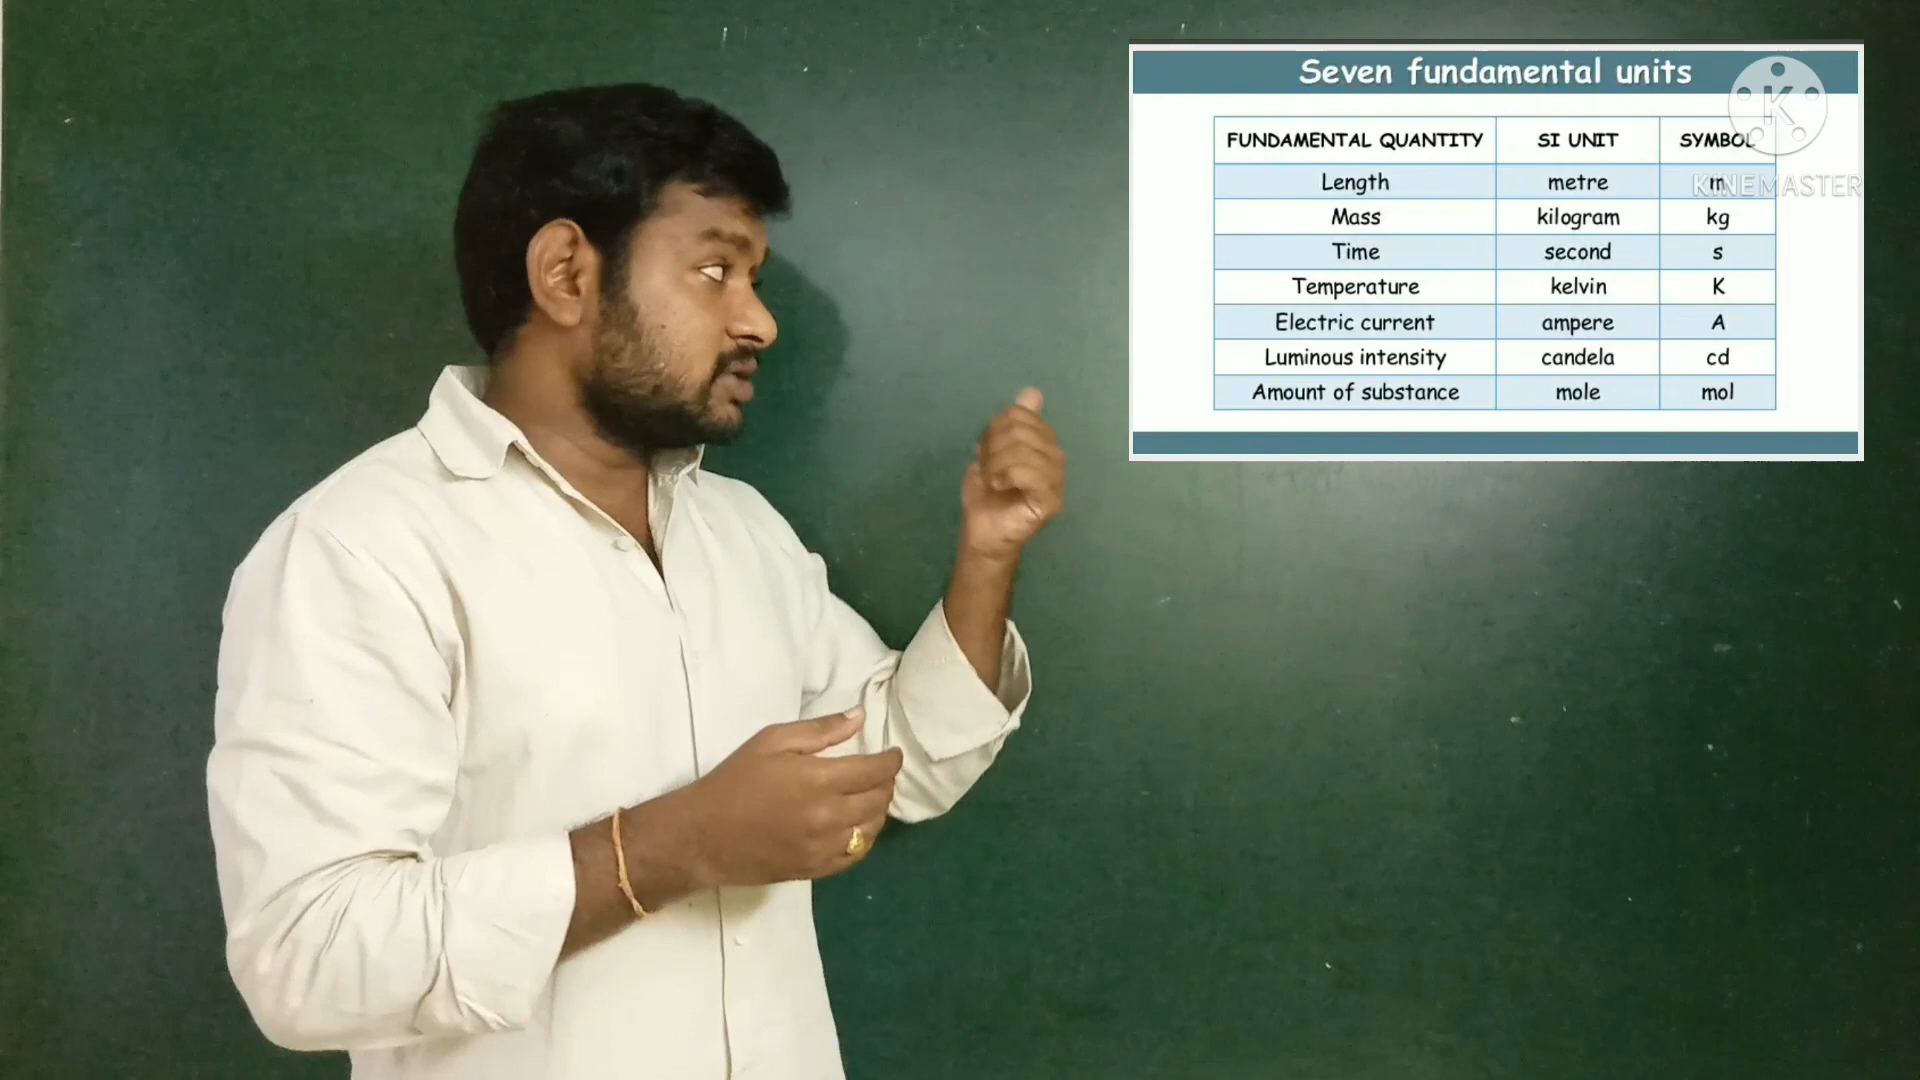 Seven fundamental units
FUNDAMENTAL QUANTITY SI UNIT SYMBOL
Length metre m
Mass kilogram kg
Time second s
Temperature kelvin K
Electric current ampere A
Luminous intensity candela cd
Amount of substance mole mol
K
KINEMASTER